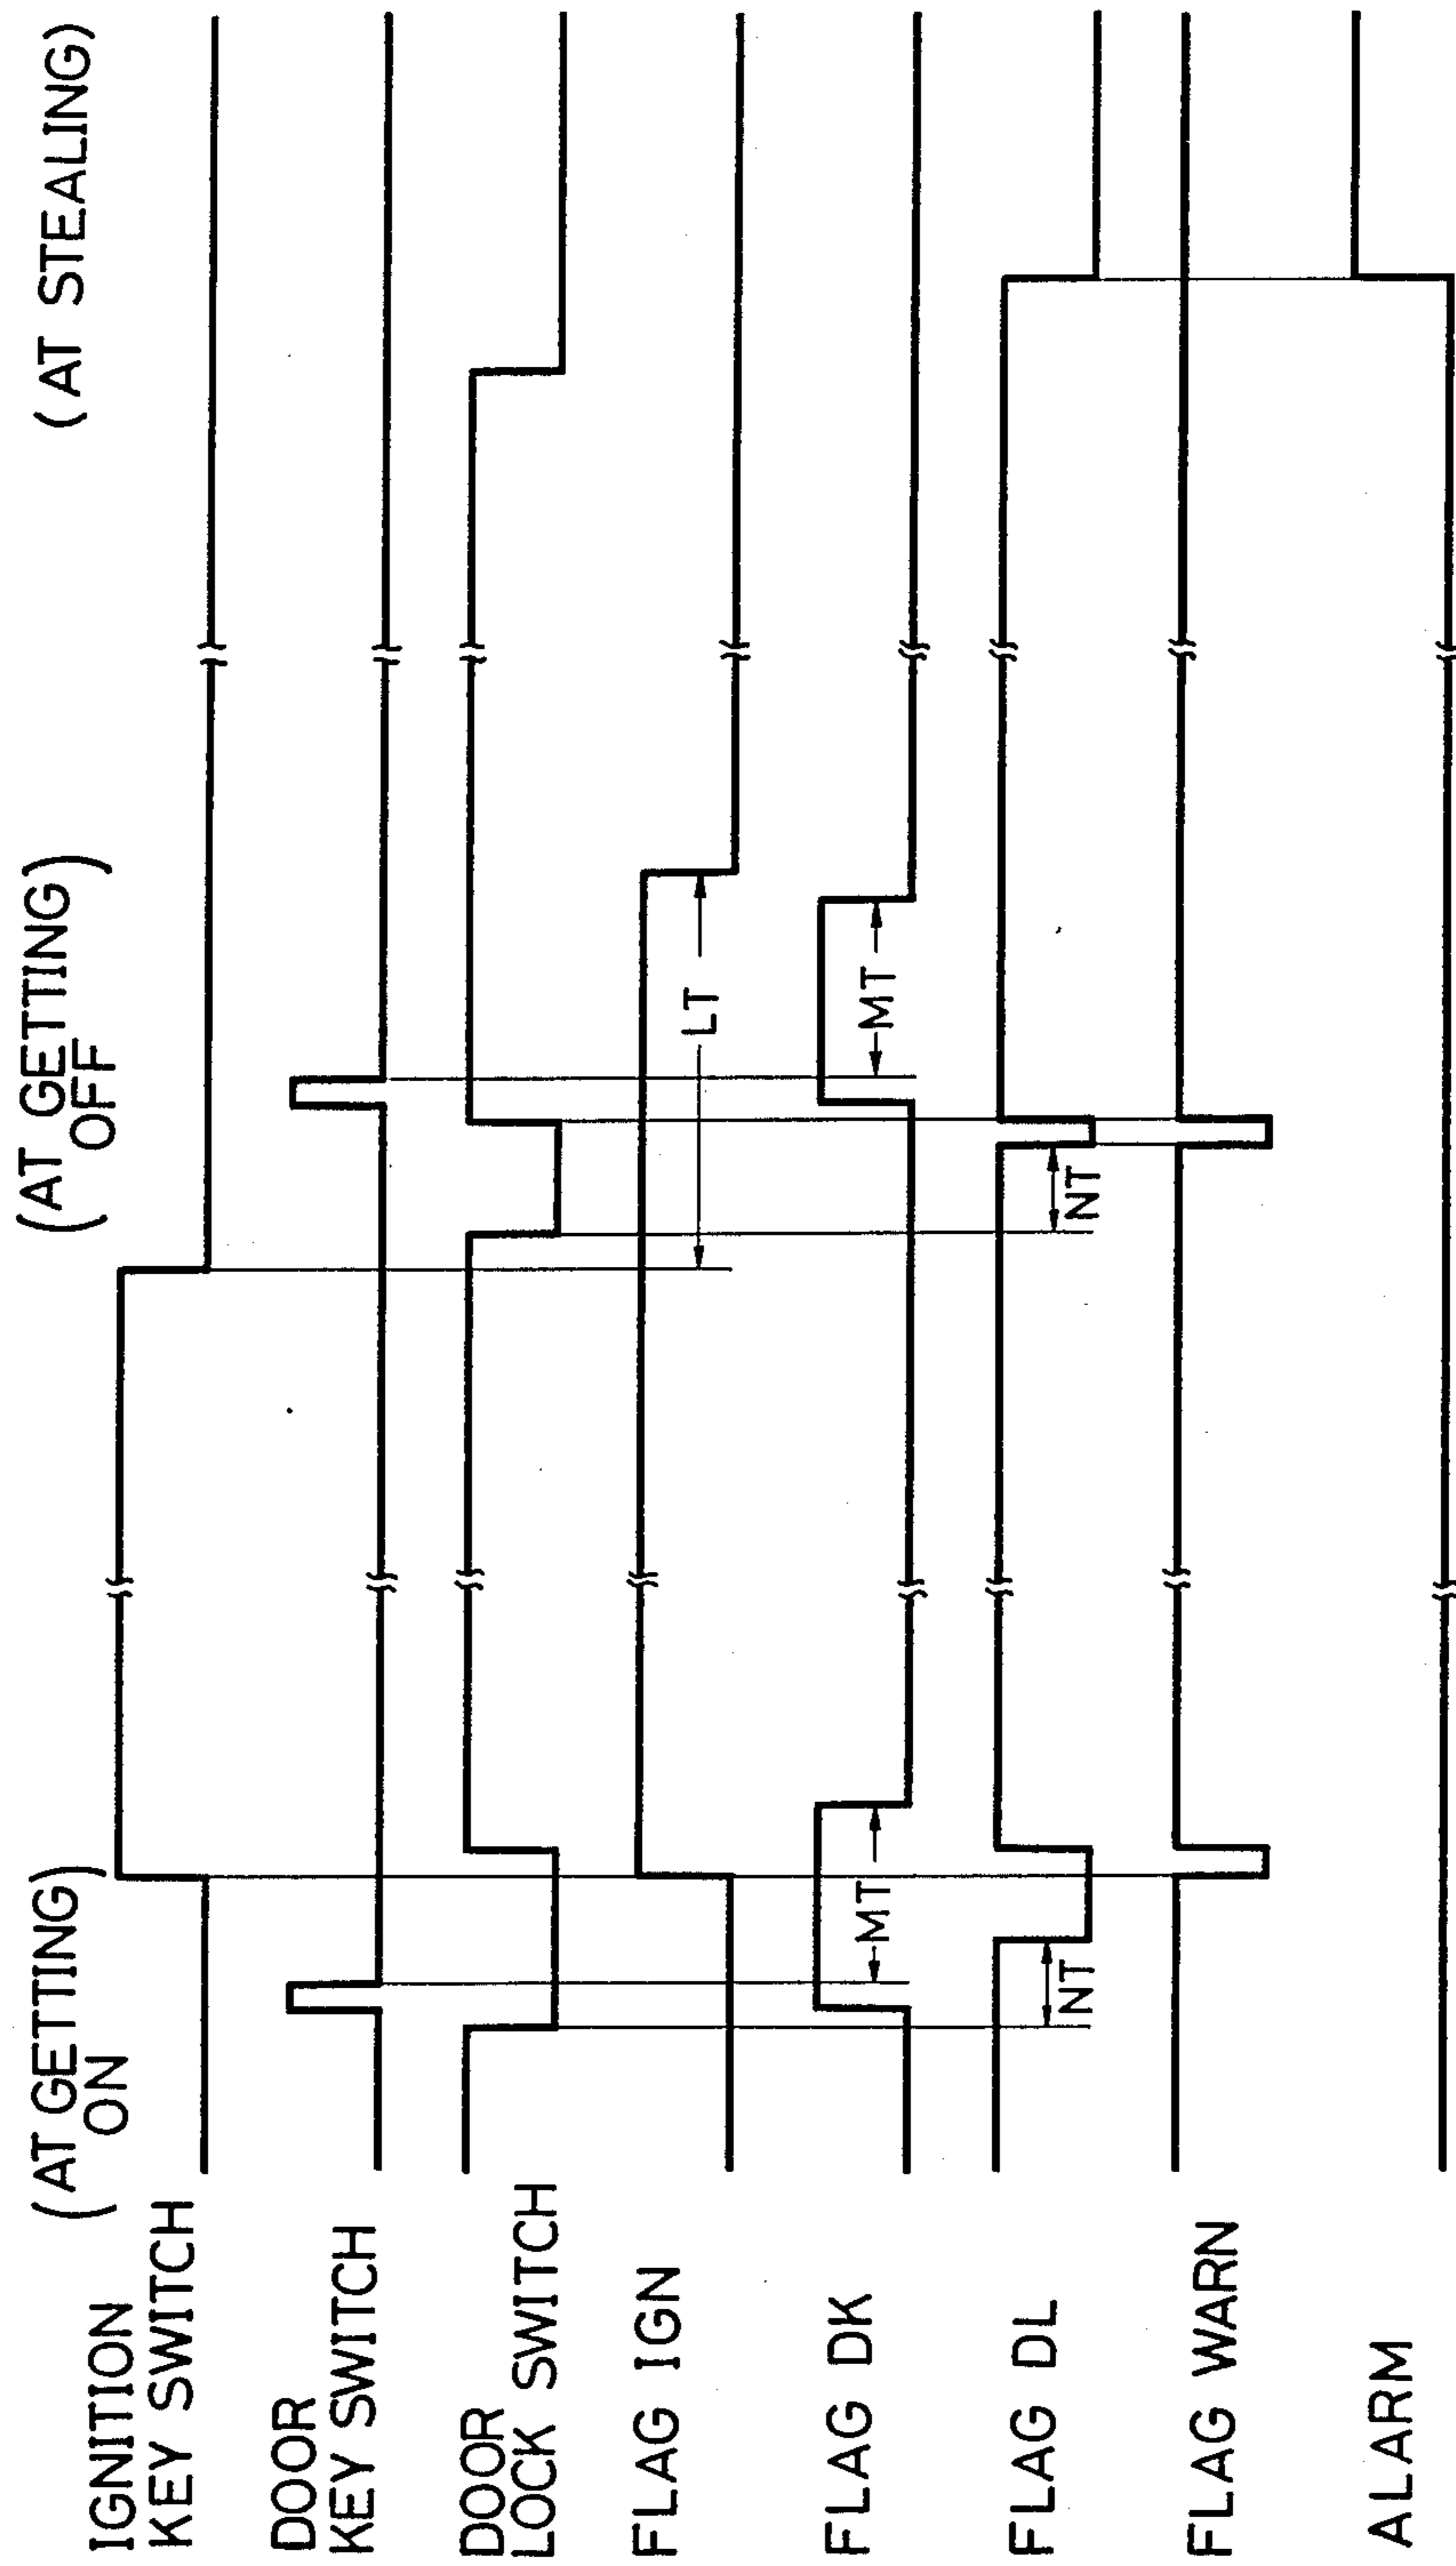 (AT GETTING)
ON
(AT GETTING)
OFF
(AT STEALING)
IGNITION
KEY SWITCH
DOOR
KEY SWITCH
DOOR
LOCK SWITCH
FLAG IGN
LT
FLAG DK
MT
MT
FLAG DL
NT
NT
FLAG WARN
ALARM